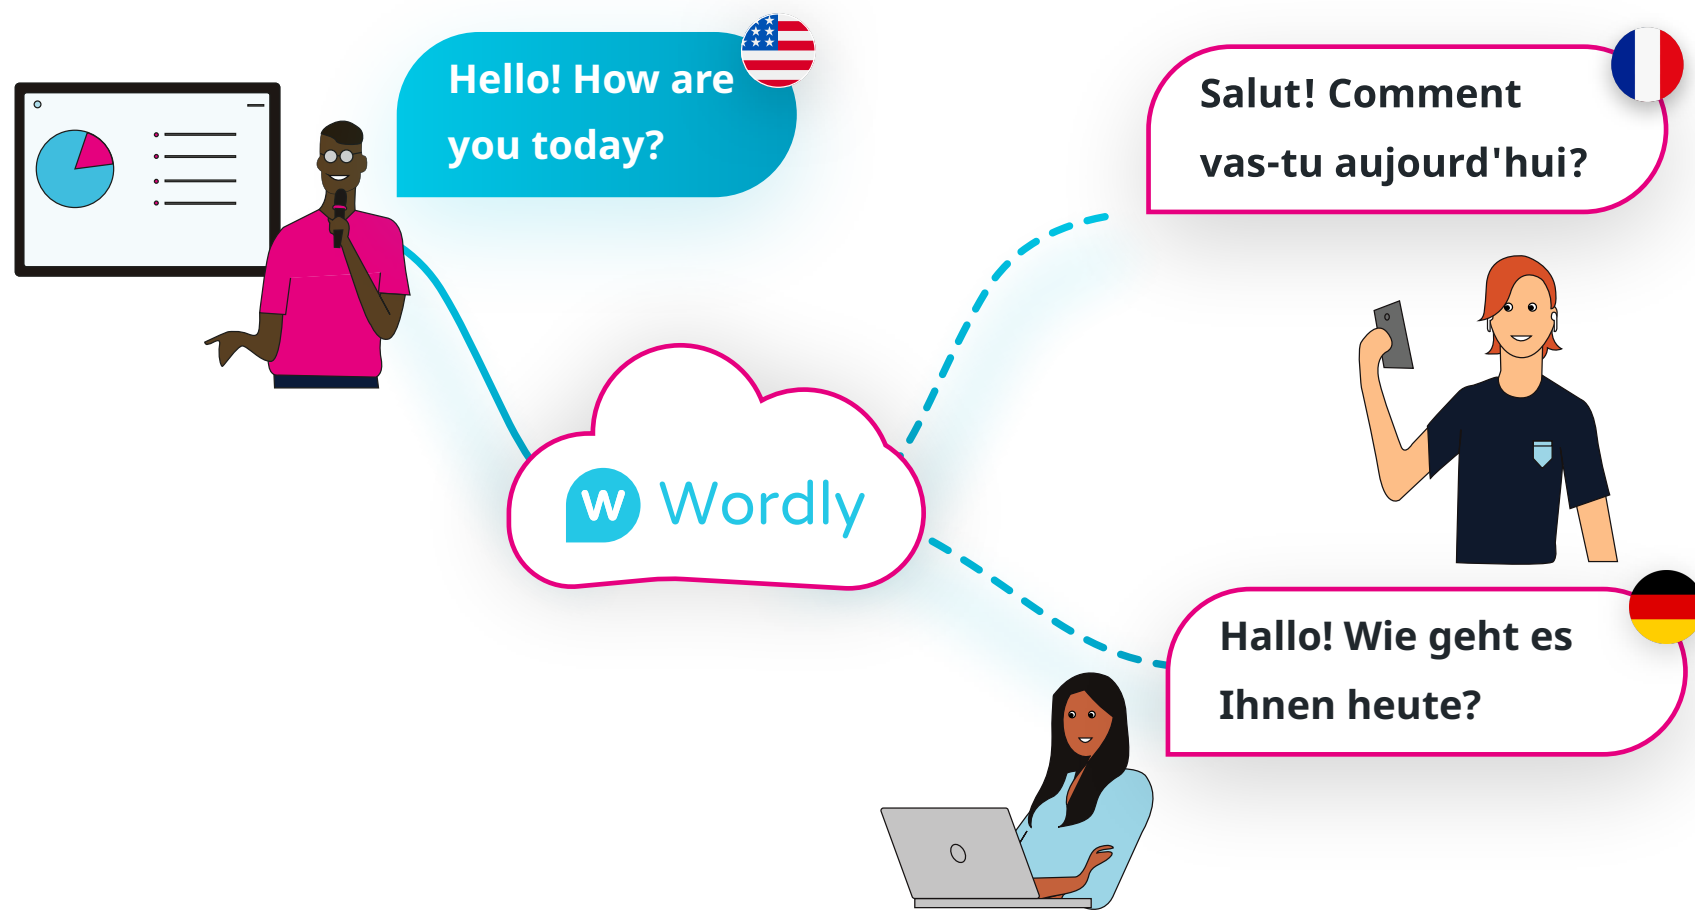 Hello! How are
you today?
Salut! Comment
vas-tu aujourd'hui?
W Wordly
Hallo! Wie geht es
Ihnen heute?